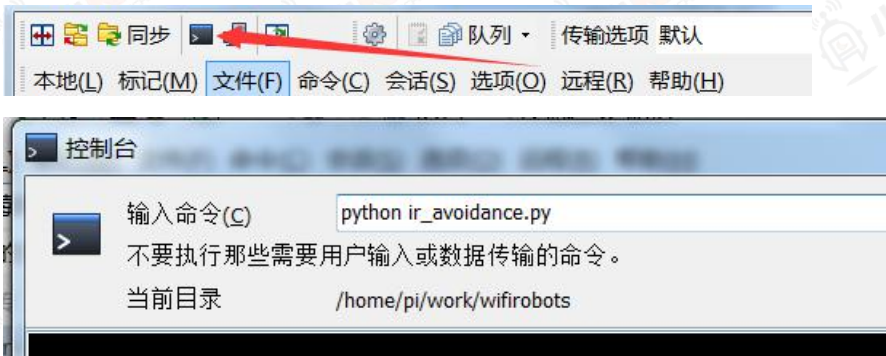 同步 队列 传输选项 默认
本地(L) 标记(M) 文件(F) 命令(C) 会话(S) 选项(O) 远程(R) 帮助(H)
控制台
输入命令(C) python ir_avoidance.py
不要执行那些需要用户输入或数据传输的命令。
当前目录 /home/pi/work/wifirobots